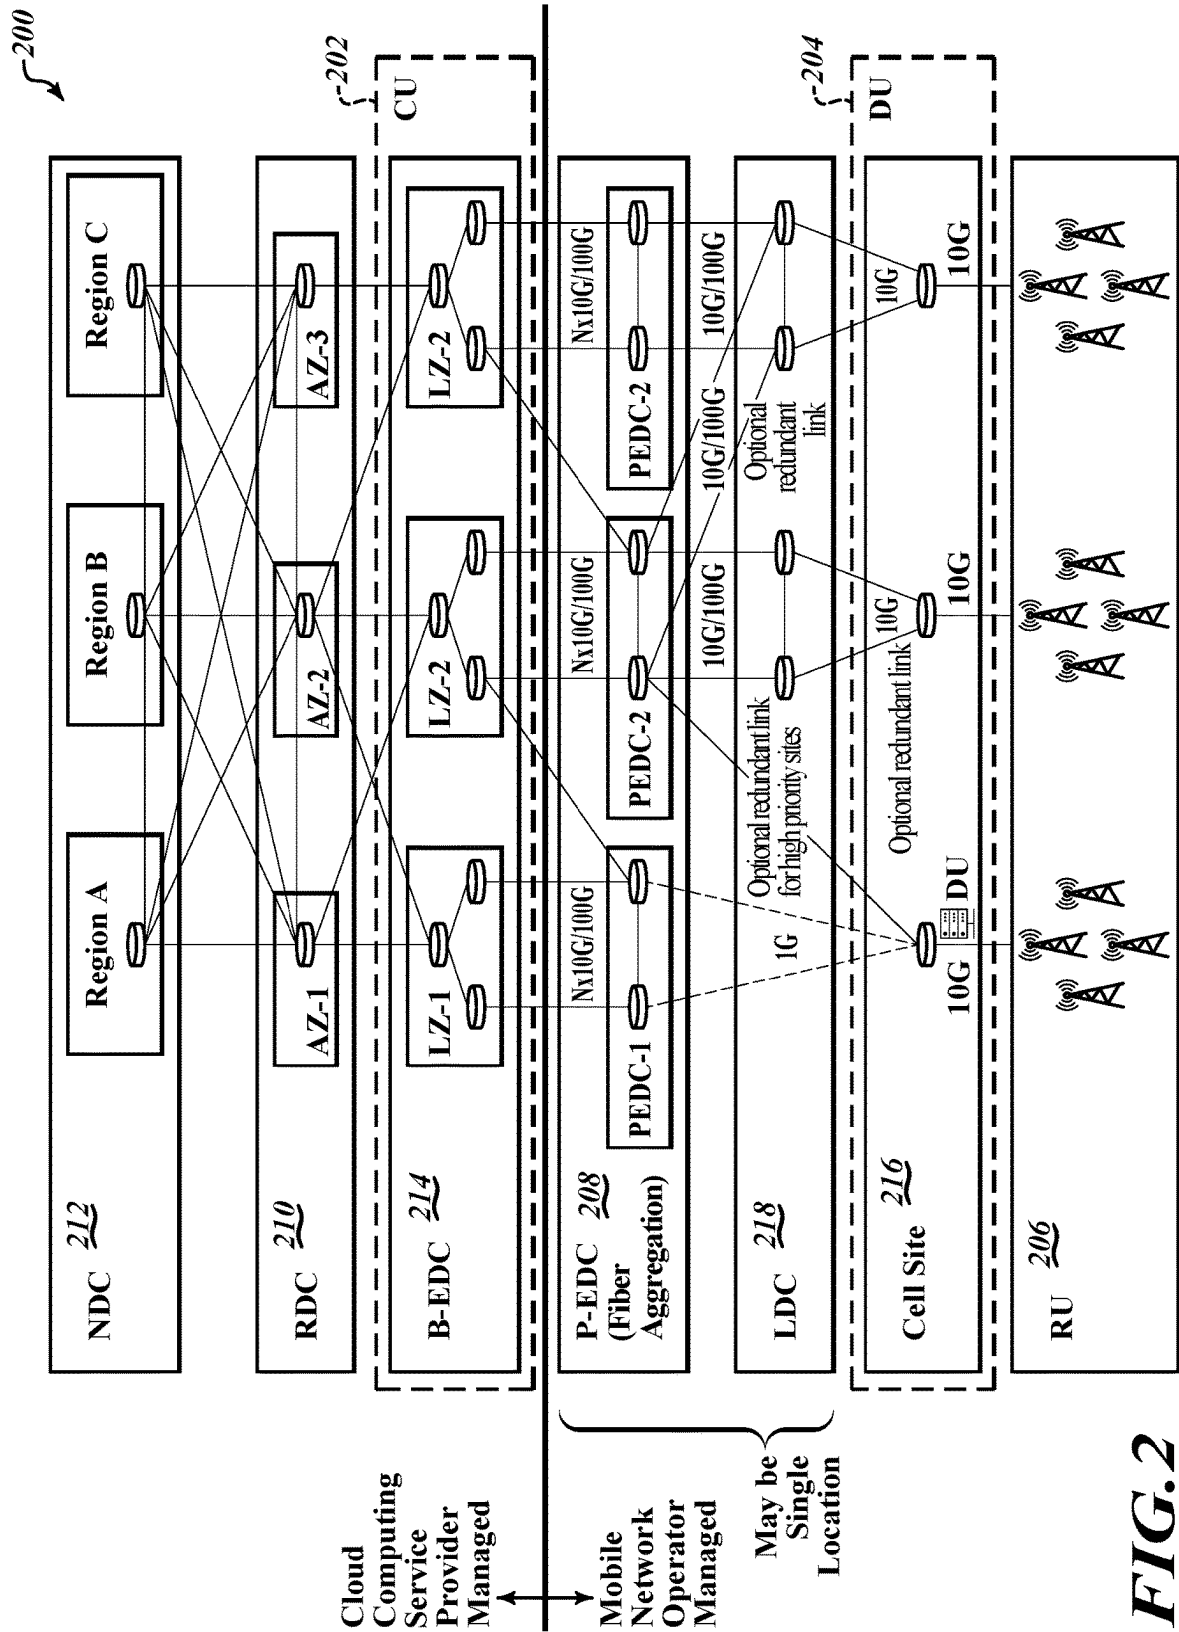 200
202
CU
204
DU
NDC 212
Region A
Region B
Region C
RDC 210
AZ-1
AZ-2
AZ-3
B-EDC 214
LZ-1
LZ-2
LZ-2
Cloud
Computing
Service
Provider
Managed
Mobile
Network
Operator
Managed
P-EDC 208
(Fiber
Aggregation)
Nx10G/100G
Nx10G/100G
Nx10G/100G
PEDC-1
PEDC-2
PEDC-2
May be
Single
Location
LDC 218
1G
Optional redundant link
for high priority sites
10G/100G
10G/100G
10G/100G
Optional
redundant
link
Cell Site 216
Optional redundant link
10G
10G
10G
DU
10G
10G
RU 206
FIG.2